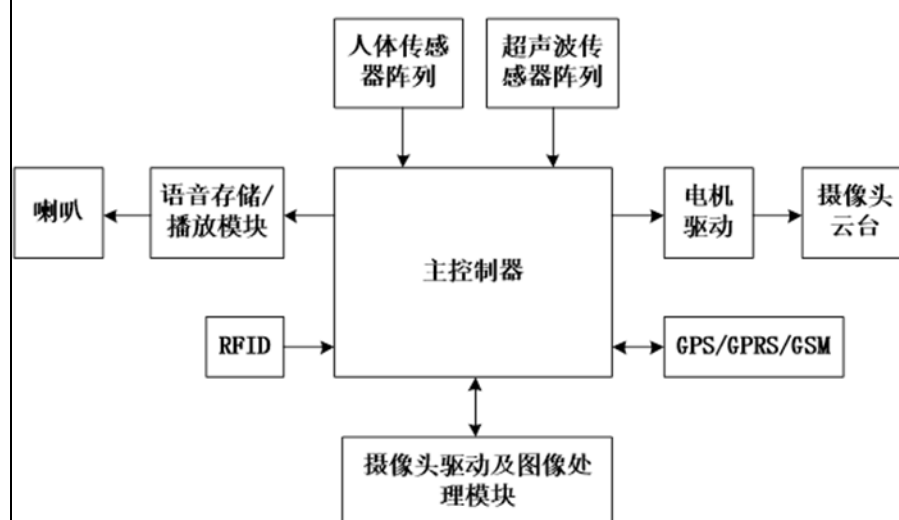 人体传感
器阵列
超声波传
感器阵列
喇叭
语音存储/
播放模块
主控制器
电机
驱动
摄像头
云台
RFID
GPS/GPRS/GSM
摄像头驱动及图像处
理模块